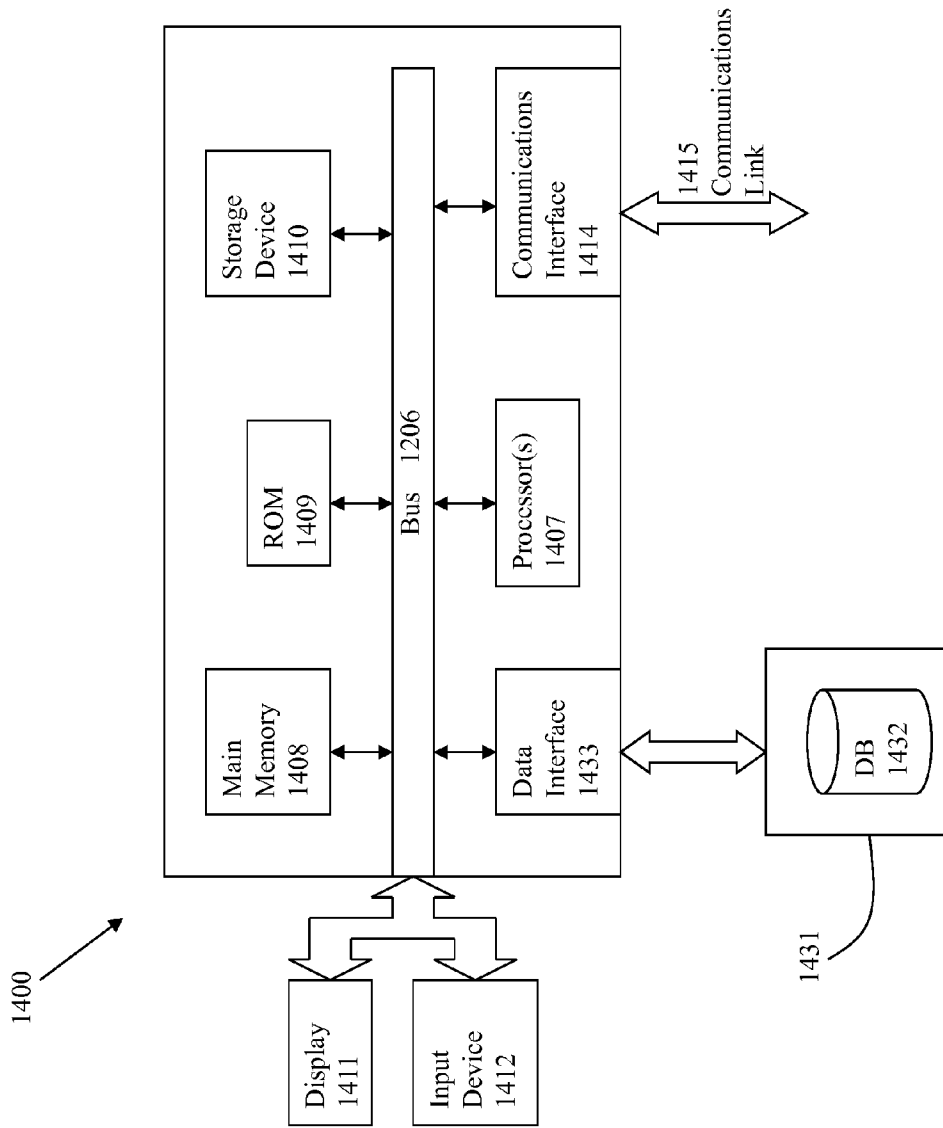 1400
Display
1411
Input
Device
1412
Main
Memory
1408
ROM
1409
Storage
Device
1410
Bus 1206
Data
Interface
1433
Processor(s)
1407
Communications
Interface
1414
1415
Communications
Link
1431
DB
1432